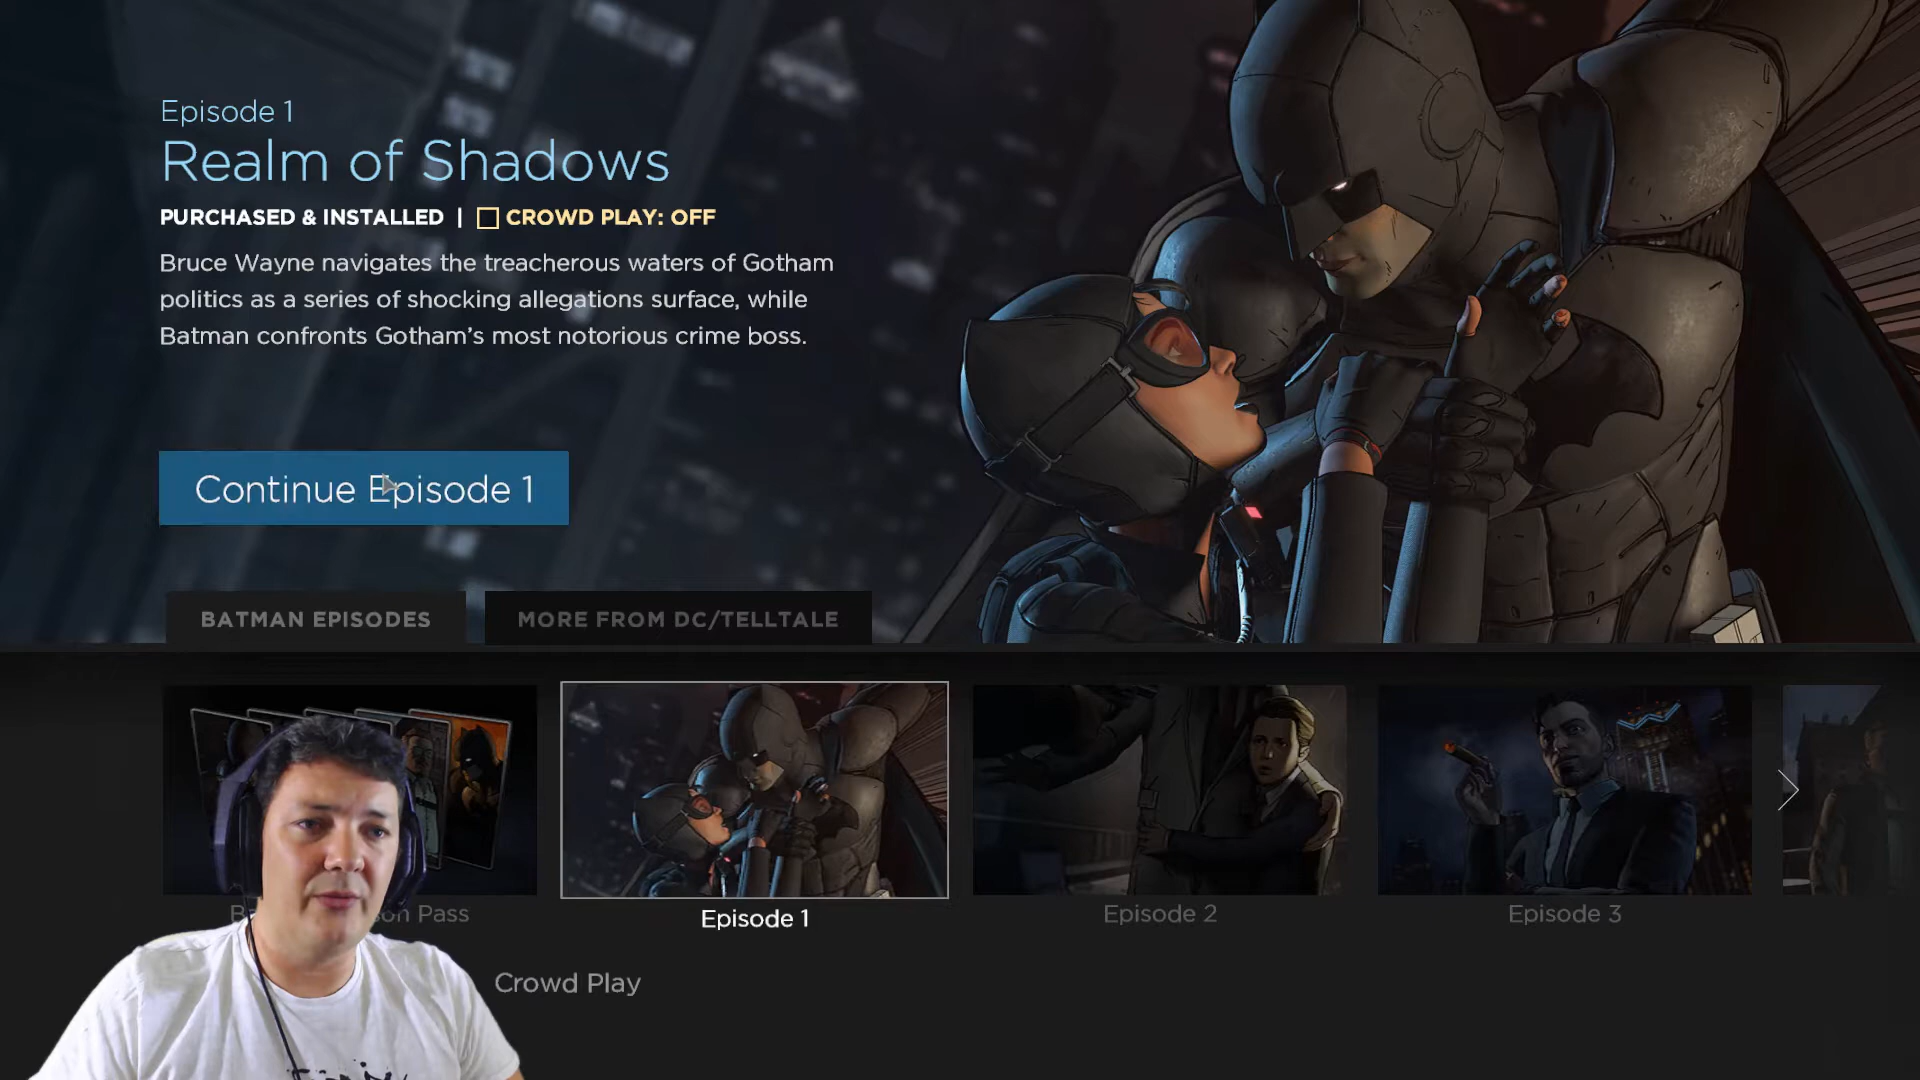 Episode 1
Realm of Shadows
PURCHASED & INSTALLED | CROWD PLAY: OFF
Bruce Wayne navigates the treacherous waters of Gotham
politics as a series of shocking allegations surface, while
Batman confronts Gotham's most notorious crime boss.
Continue Episode 1
BATMAN EPISODES
MORE FROM DC/TELLTALE
Pass
Episode 1
Episode 2
Episode 3
Crowd Play